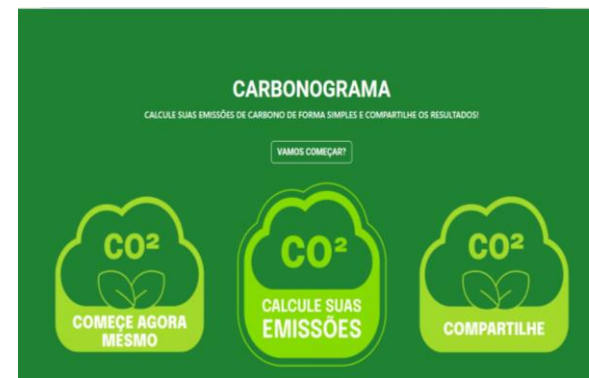 CARBONOGRAMA
CALCULE SUAS EMISSÕES DE CARBONO DE FORMA SIMPLES E COMPARTILHE OS RESULTADOS!
VAMOS COMEÇAR?
CO²
COMEÇE AGORA
MESMO
CO²
CALCULE SUAS
EMISSÕES
CO²
COMPARTILHE